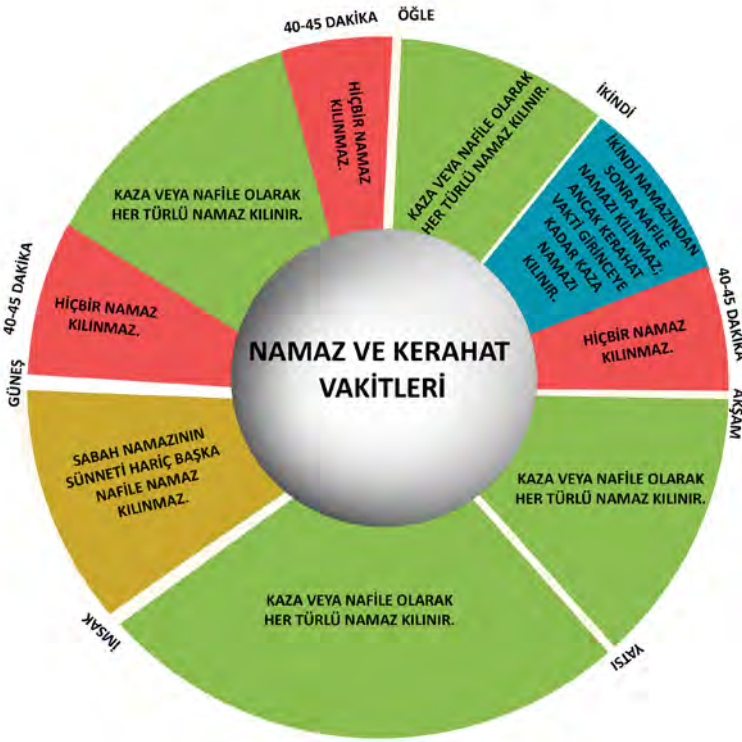 40-45 DAKİKA
ÖĞLE
HİÇBİR NAMAZ
KILINMAZ.
KAZA VEYA NAFİLE OLARAK
HER TÜRLÜ NAMAZ KILINIR.
İKİNDİ
İKİNDİ NAMAZINDAN
SONRA NAFİLE
NAMAZI KILINMAZ;
ANCAK KERAHAT
VAKTİ GİRİNCEYE
KADAR KAZA
NAMAZI
KILINIR.
40-45 DAKİKA
HİÇBİR NAMAZ
KILINMAZ.
AKŞAM
KAZA VEYA NAFİLE OLARAK
HER TÜRLÜ NAMAZ KILINIR.
YATSI
KAZA VEYA NAFİLE OLARAK
HER TÜRLÜ NAMAZ KILINIR.
İMSAK
SABAH NAMAZININ
SÜNNETİ HARİÇ BAŞKA
NAFİLE NAMAZ
KILINMAZ.
GÜNEŞ
40-45 DAKİKA
HİÇBİR NAMAZ
KILINMAZ.
KAZA VEYA NAFİLE OLARAK
HER TÜRLÜ NAMAZ KILINIR.
NAMAZ VE KERAHAT
VAKİTLERİ